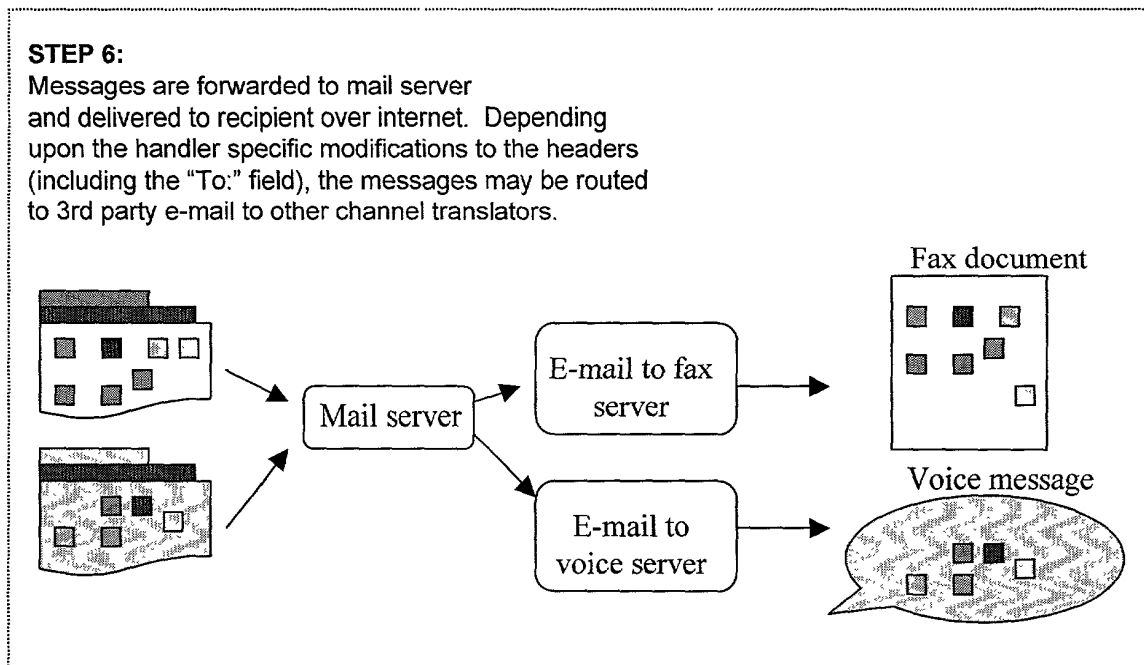 STEP 6:
Messages are forwarded to mail server
and delivered to recipient over internet.  Depending
upon the handler specific modifications to the headers
(including the “To:” field), the messages may be routed
to 3rd party e-mail to other channel translators.
Fax document
E-mail to fax
server
Mail server
Voice message
E-mail to
voice server